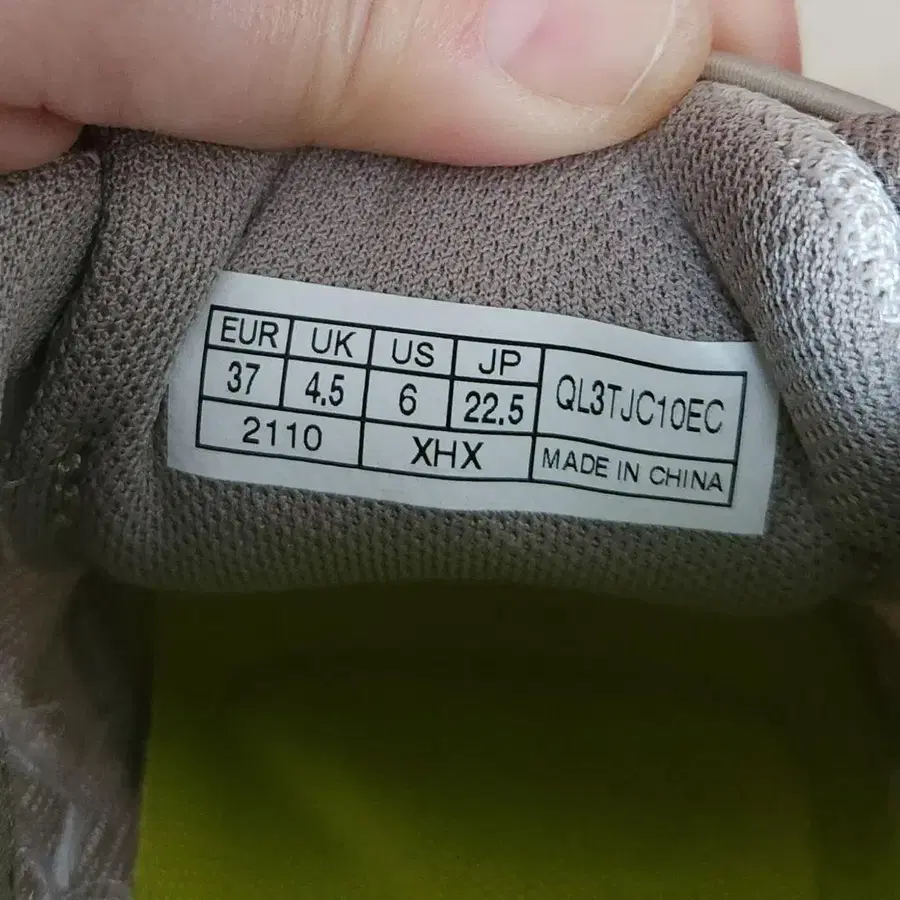 EUR UK US JP QL3TJC10EC
37 4.5 6 22.5
2110 XHX MADE IN CHINA